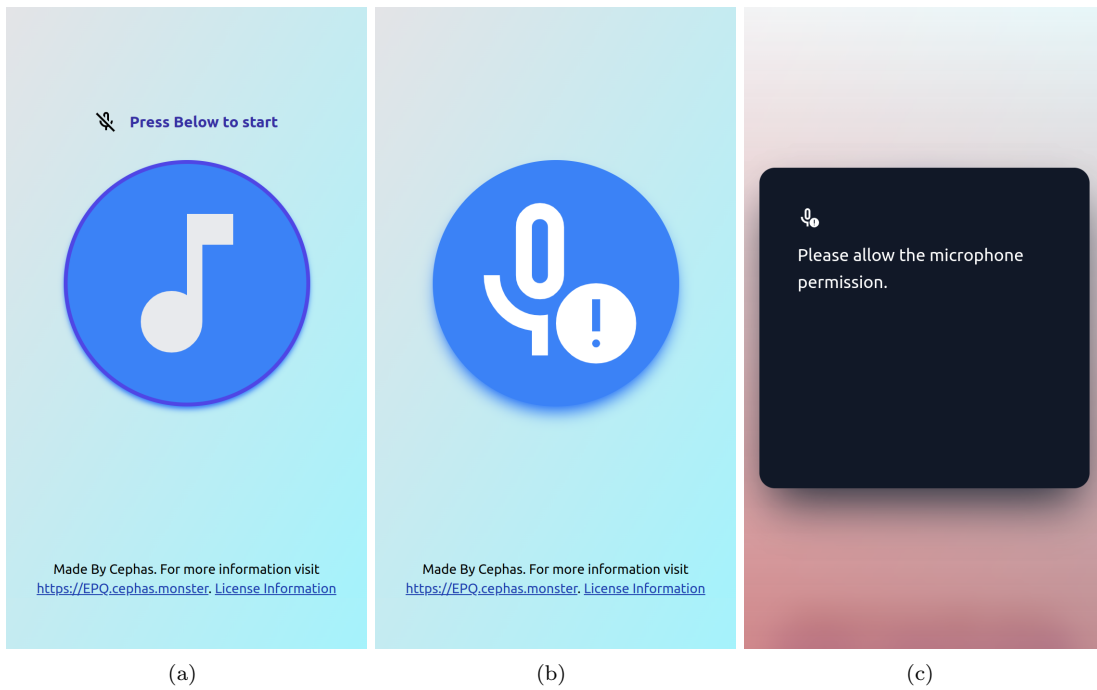 Press Below to start
Made By Cephas. For more information visit
https://EPQ.cephas.monster. License Information
(a)
Made By Cephas. For more information visit
https://EPQ.cephas.monster. License Information
(b)
Please allow the microphone
permission.
(c)